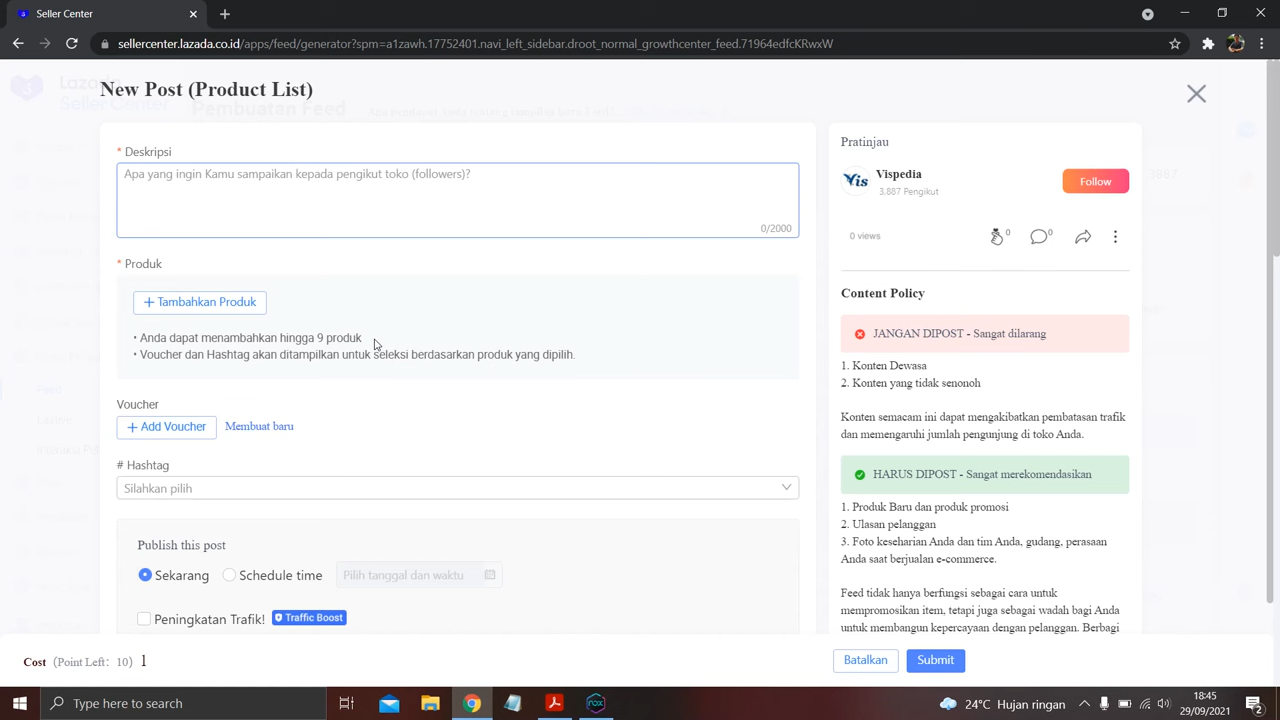 Seller Center
sellercenter.lazada.co.id/apps/feed/generator?spm=a1zawh.17752401.navi_left_sidebar.droot_normal_growthcenter_feed.71964edfcKRwxW
Lazada
Seller Center
Pembuatan Feed
New Post (Product List)
* Deskripsi
Apa yang ingin Kamu sampaikan kepada pengikut toko (followers)?
0/2000
* Produk
+ Tambahkan Produk
• Anda dapat menambahkan hingga 9 produk
• Voucher dan Hashtag akan ditampilkan untuk seleksi berdasarkan produk yang dipilih.
Voucher
+ Add Voucher Membuat baru
# Hashtag
Silahkan pilih
Publish this post
Sekarang Schedule time Pilih tanggal dan waktu
Peningkatan Trafik! Traffic Boost
Pratinjau
Vis Vispedia
3,887 Pengikut
Follow
0 views 0 0
Content Policy
JANGAN DIPOST - Sangat dilarang
1. Konten Dewasa
2. Konten yang tidak senonoh
Konten semacam ini dapat mengakibatkan pembatasan trafik
dan memengaruhi jumlah pengunjung di toko Anda.
HARUS DIPOST - Sangat merekomendasikan
1. Produk Baru dan produk promosi
2. Ulasan pelanggan
3. Foto keseharian Anda dan tim Anda, gudang, perasaan
Anda saat berjualan e-commerce.
Feed tidak hanya berfungsi sebagai cara untuk
mempromosikan item, tetapi juga sebagai wadah bagi Anda
untuk membangun kepercayaan dengan pelanggan. Berbagi
Cost (Point Left: 10) 1
Batalkan Submit
Type here to search
nox
24°C Hujan ringan
18:45
29/09/2021
2